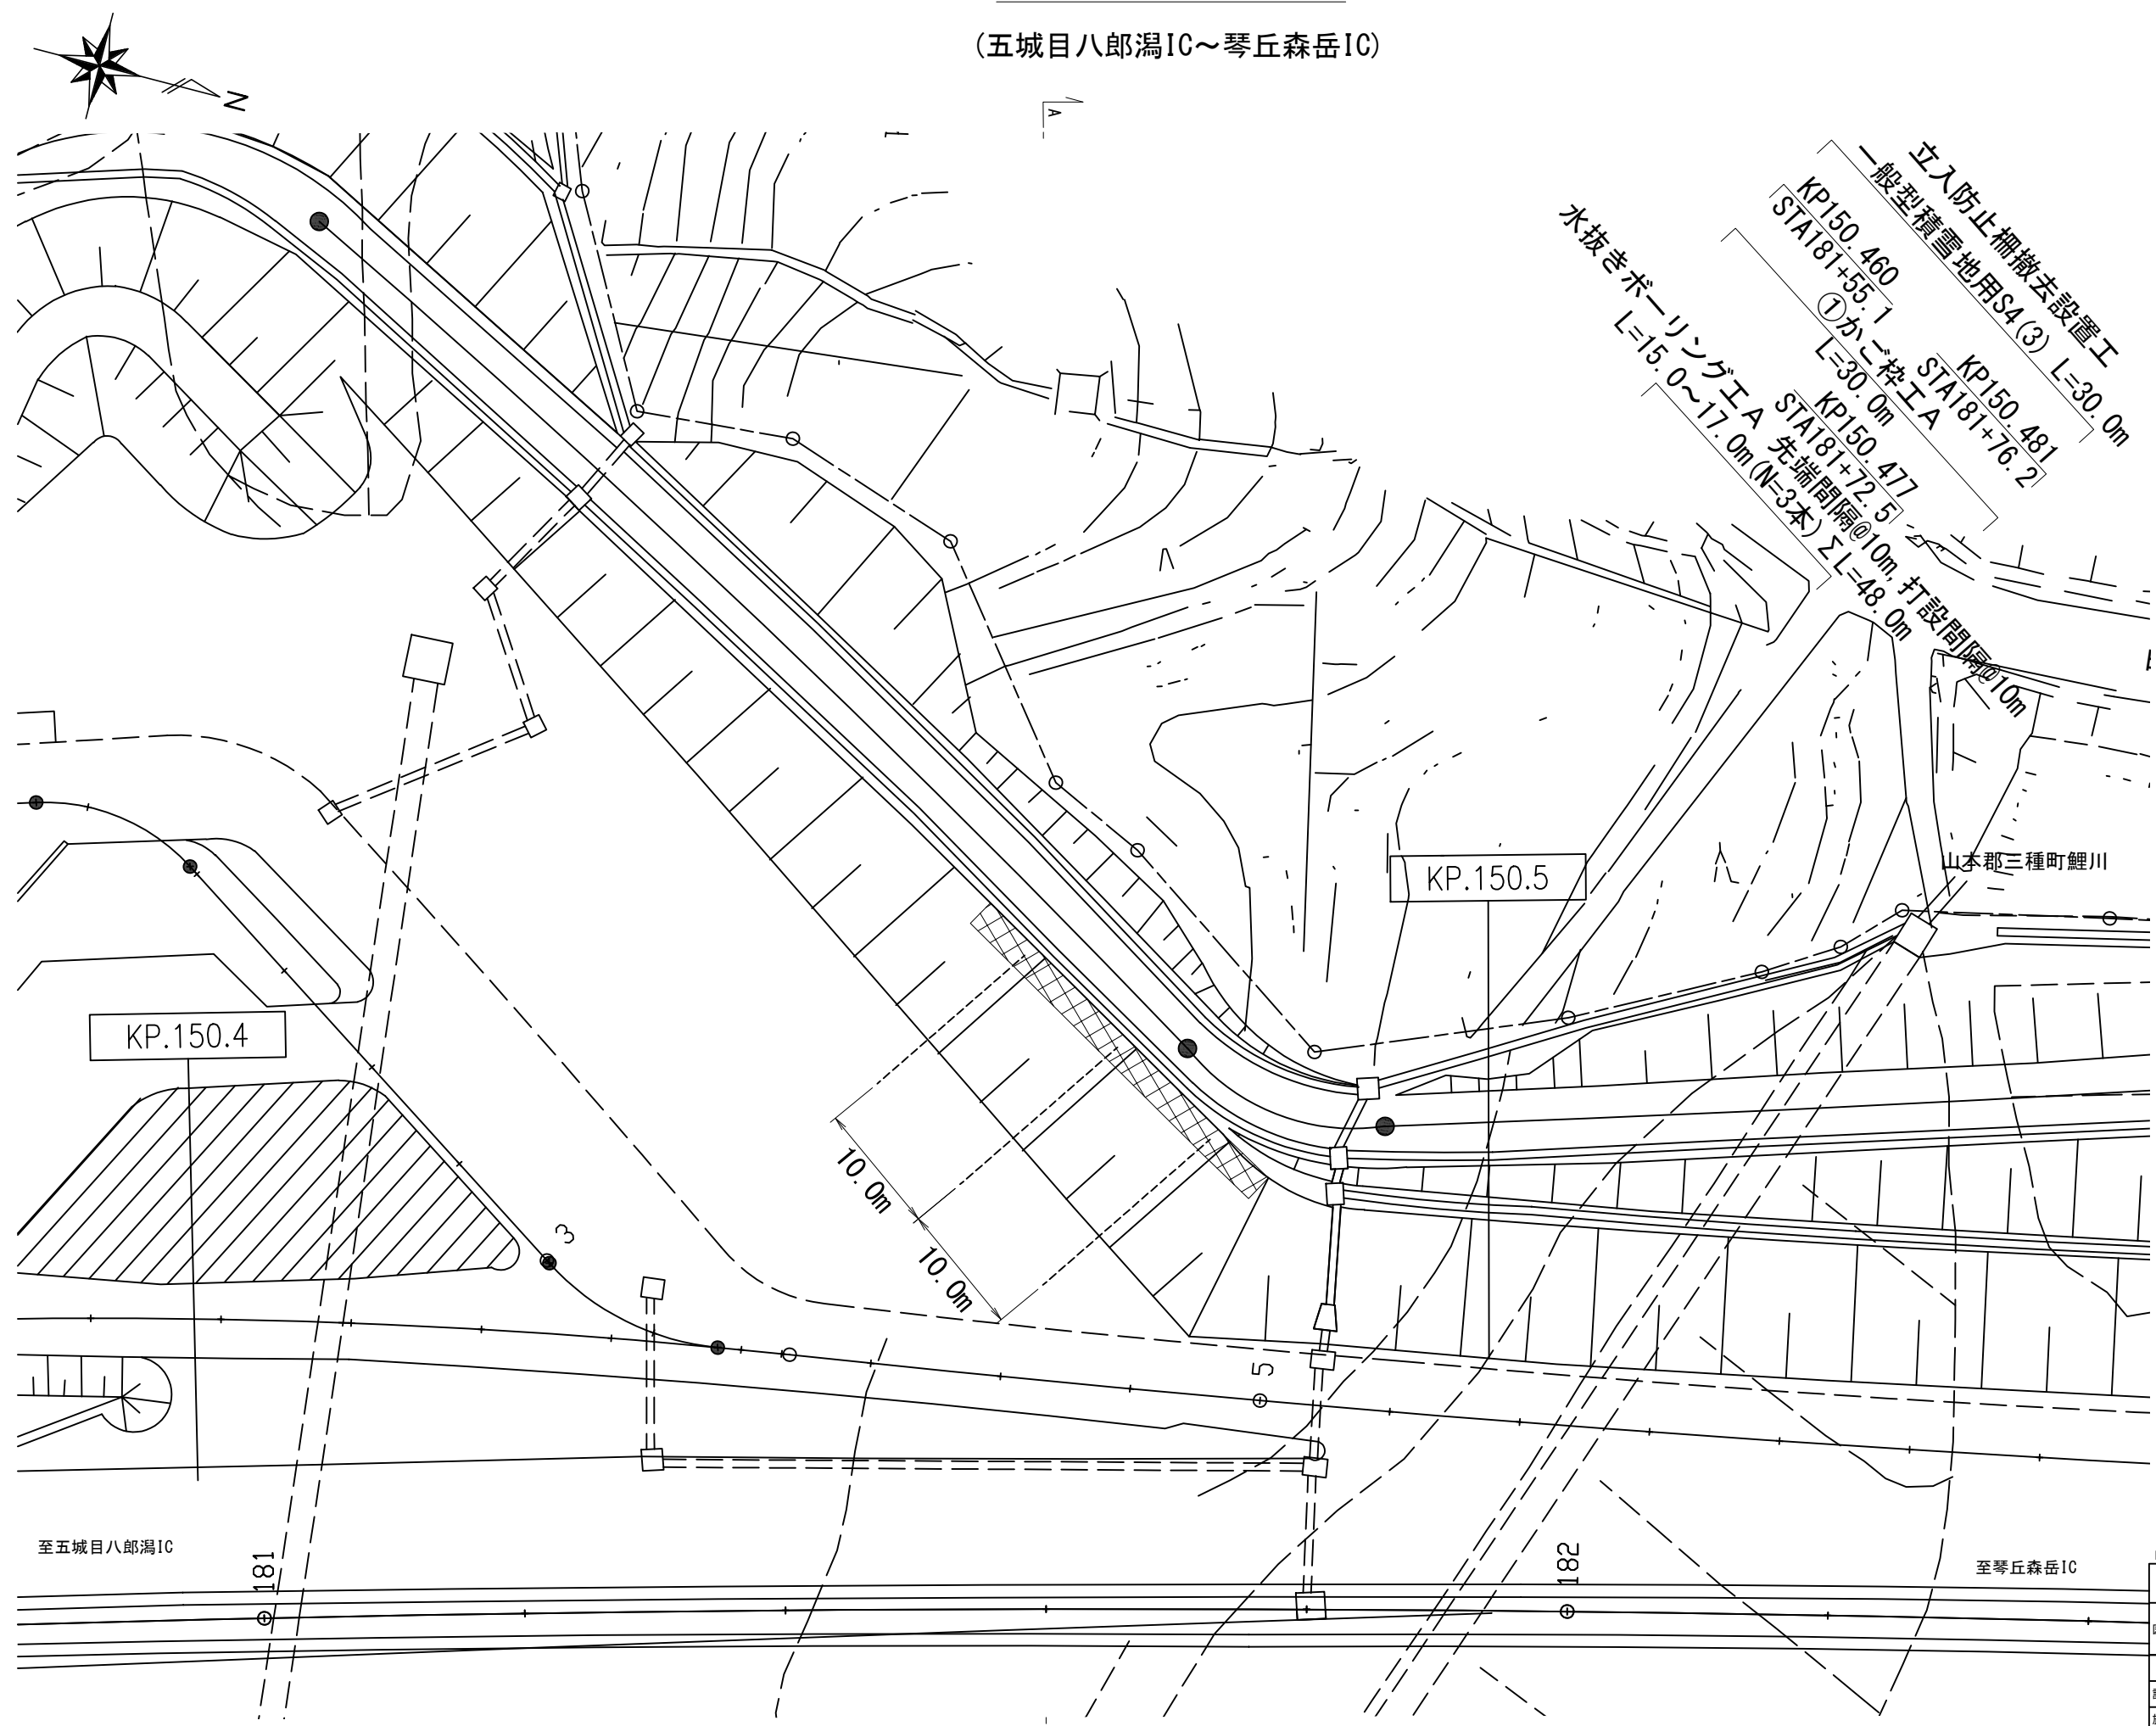 (五城目八郎潟IC～琴丘森岳IC)
N
A
立入防止柵撤去設置工
一般型積雪地用S4(3) L=30.0m
KP150.460
STA181+55.1
KP150.481
STA181+76.2
①かご枠工A
L=30.0m
KP150.477
STA181+72.5
水抜きボーリング工A 先端間隔@10m, 打設間隔@10m
L=15.0～17.0m(N=3本) ΣL=48.0m
KP.150.5
山本郡三種町鯉川
KP.150.4
10.0m
10.0m
3
5
至五城目八郎潟IC
181
182
至琴丘森岳IC